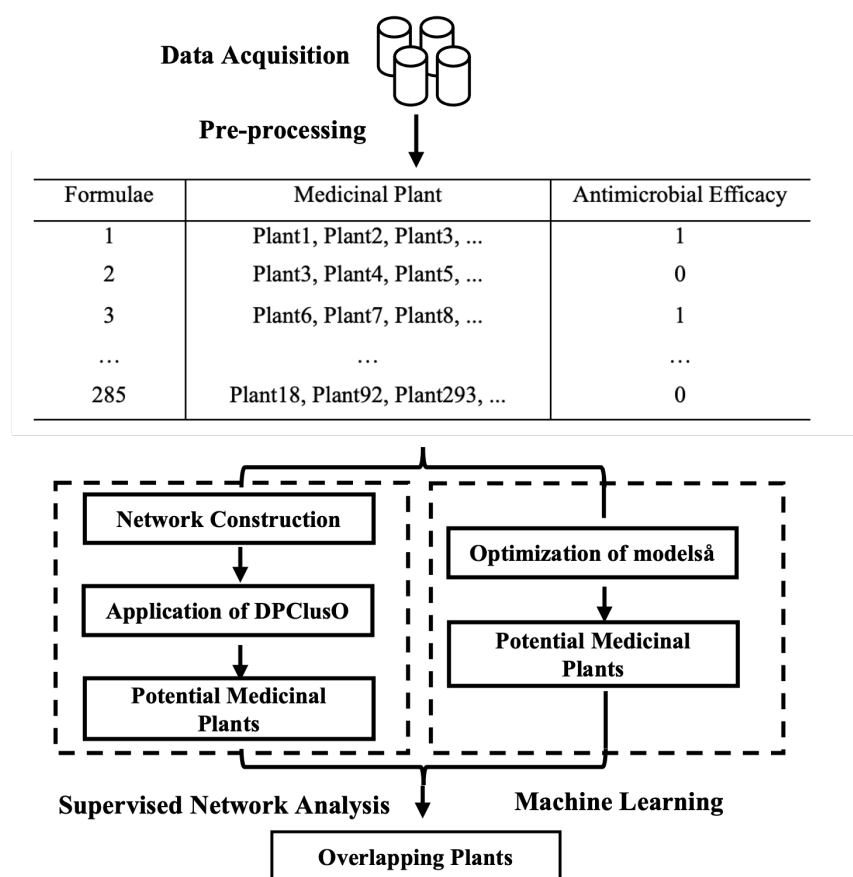 Data Acquisition
Pre-processing
Formulae Medicinal Plant Antimicrobial Efficacy
1 Plant1, Plant2, Plant3, ... 1
2 Plant3, Plant4, Plant5, ... 0
3 Plant6, Plant7, Plant8, ... 1
... ... ...
285 Plant18, Plant92, Plant293, ... 0
Network Construction
Application of DPClusO
Potential Medicinal
Plants
Optimization of modelså
Potential Medicinal
Plants
Supervised Network Analysis
Machine Learning
Overlapping Plants